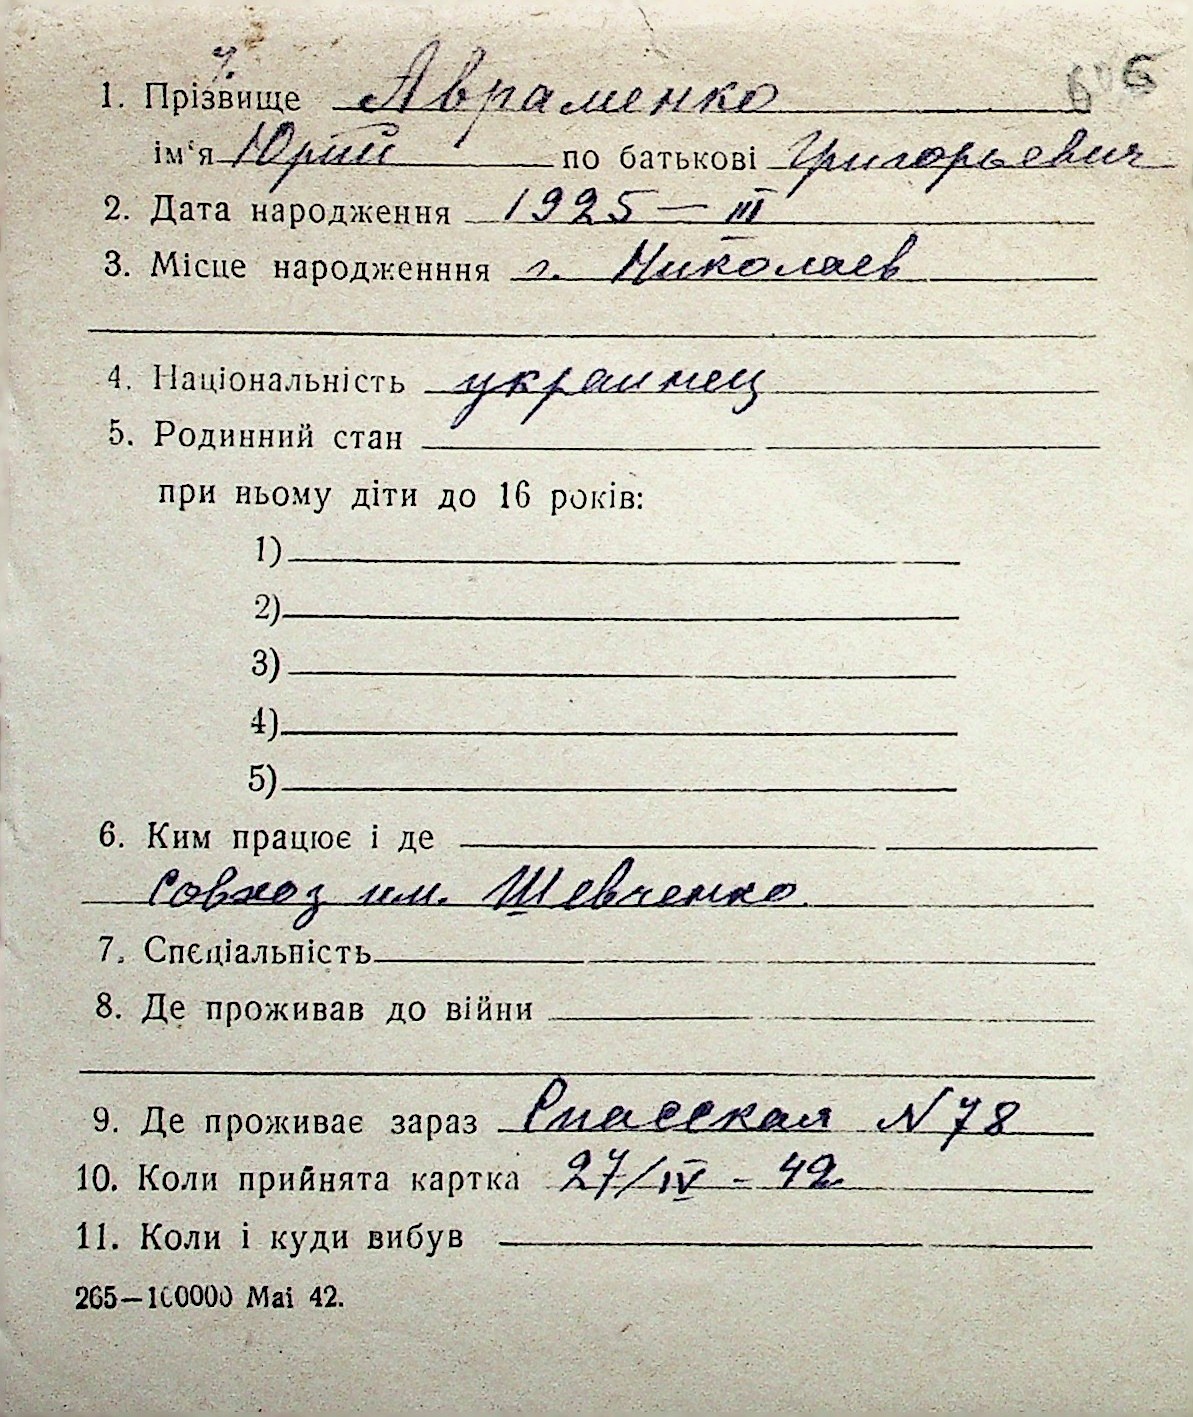 ч.
1. Прізвище Авраменко
ім‘я Юрий по батькові Григорьевич
2. Дата народження 1925 — III
3. Місце народженння г. Николаев
4. Національність украинец
5. Родинний стан
при ньому діти до 16 років:
1)
2)
3)
4)
5)
6. Ким працює і де
Совхоз им. Шевченко
7. Спєціальність
8. Де проживав до війни
9. Де проживає зараз Спасская N 78
10. Коли прийнята картка 27/IV - 42
11. Коли і куди вибув
265—100000 Mai 42.